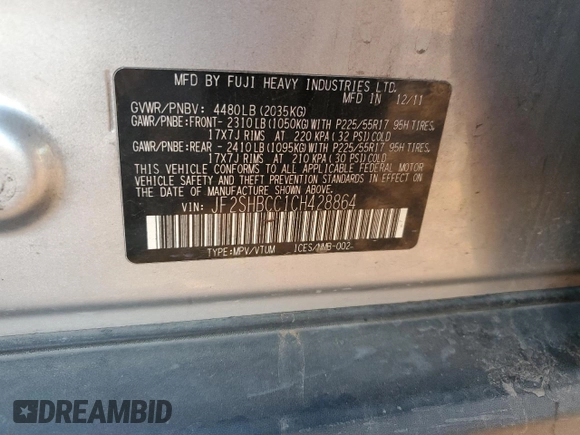 MFD BY FUJI HEAVY INDUSTRIES LTD.
MFD IN 12/11
GVWR/PNBV: 4480LB(2035KG)
GAWR/PNBE:FRONT- 2310LB(1050KG)WITH P225/55R17 95H TIRES,
17X7J RIMS AT 220 KPA(32 PSI)COLD
GAWR/PNBE:REAR - 2410LB(1095KG)WITH P225/55R17 95H TIRES,
17X7J RIMS AT 210 KPA(30 PSI)COLD
THIS VEHICLE CONFORMS TO ALL APPLICABLE FEDERAL MOTOR
VEHICLE SAFETY, BUMPER, AND THEFT PREVENTION STANDARDS
IN EFFECT ON THE DATE OF MANUFACTURE SHOWN ABOVE.
VIN: JF2SHBCC1CH428864
TYPE:MPV/VTUM ICES/NMB-002
DREAMBID